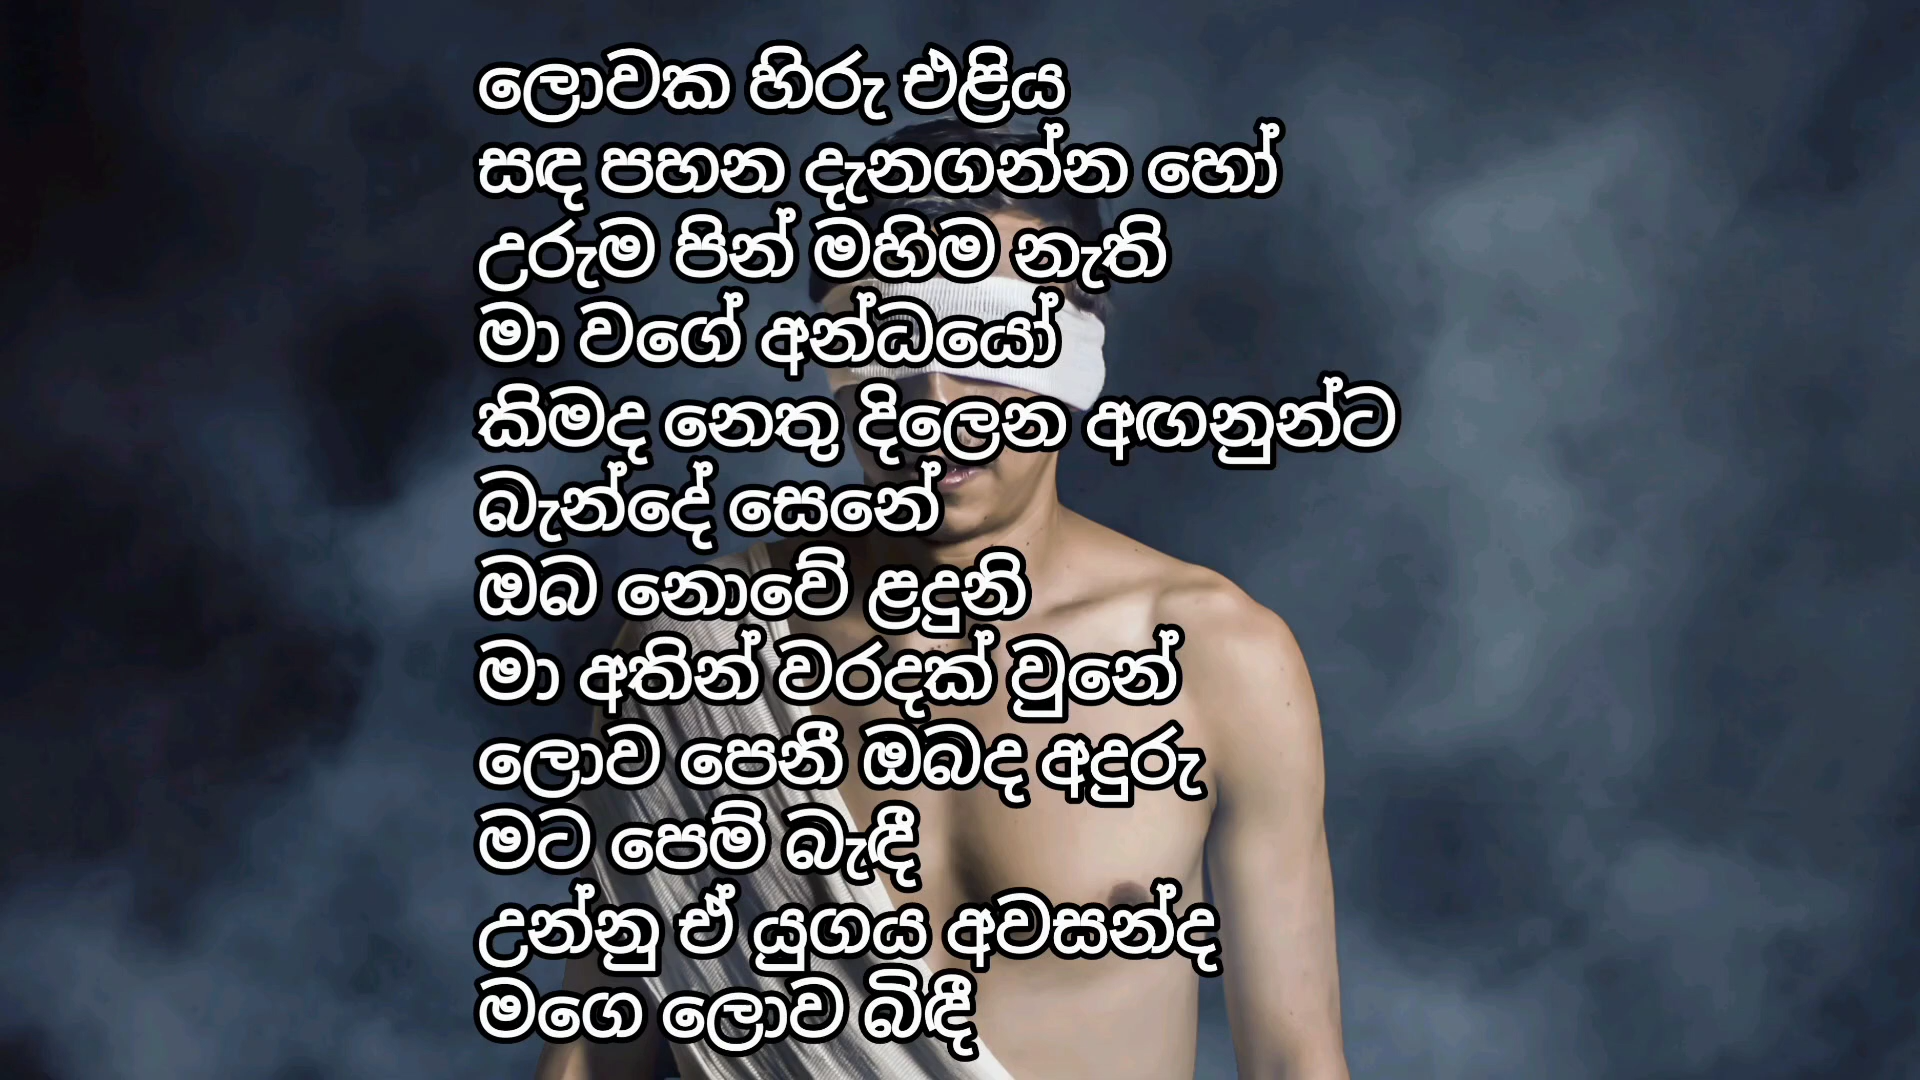 ලොවක හිරු එළිය
සඳ පහන දැනගන්න හෝ
උරුම පින් මහිම නැති
මා වගේ අන්ධයෝ
කිමද නෙතු දිලෙන අඟනුන්ට
බැන්දේ සෙනේ
ඔබ නොවේ ළඳුනි
මා අතින් වරදක් වුනේ
ලොව පෙනී ඔබද අඳුරු
මට පෙම් බැඳී
උන්නු ඒ යුගය අවසන්ද
මගෙ ලොව බිඳී